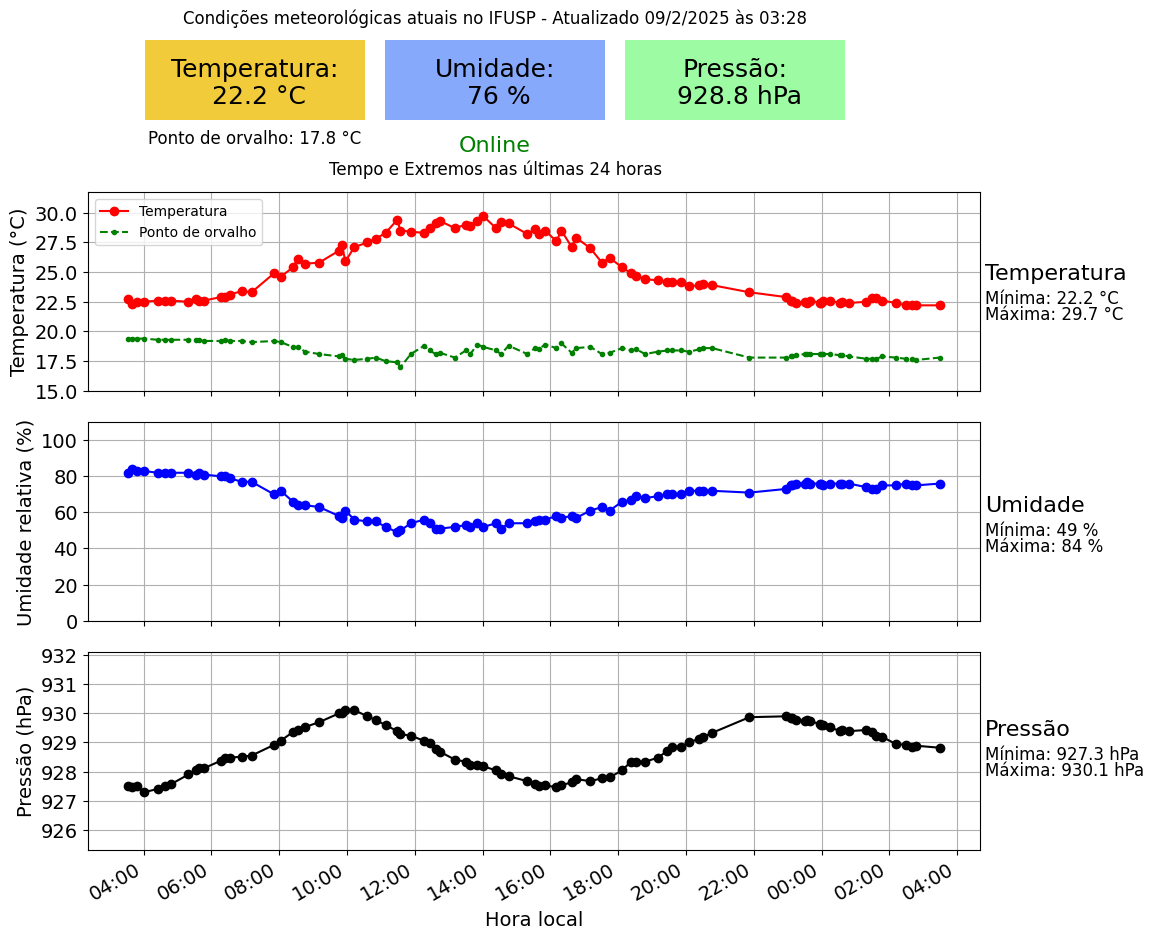 Condições meteorológicas atuais no IFUSP - Atualizado 09/2/2025 às 03:28
Temperatura:
22.2 °C
Umidade:
76 %
Pressão:
928.8 hPa
Ponto de orvalho: 17.8 °C
Online
Tempo e Extremos nas últimas 24 horas
Temperatura (°C)
30.0
27.5
25.0
22.5
20.0
17.5
15.0
Temperatura
Ponto de orvalho
Temperatura
Mínima: 22.2 °C
Máxima: 29.7 °C
Umidade relativa (%)
100
80
60
40
20
0
Umidade
Mínima: 49 %
Máxima: 84 %
Pressão (hPa)
932
931
930
929
928
927
926
Pressão
Mínima: 927.3 hPa
Máxima: 930.1 hPa
04:00 06:00 08:00 10:00 12:00 14:00 16:00 18:00 20:00 22:00 00:00 02:00 04:00
Hora local